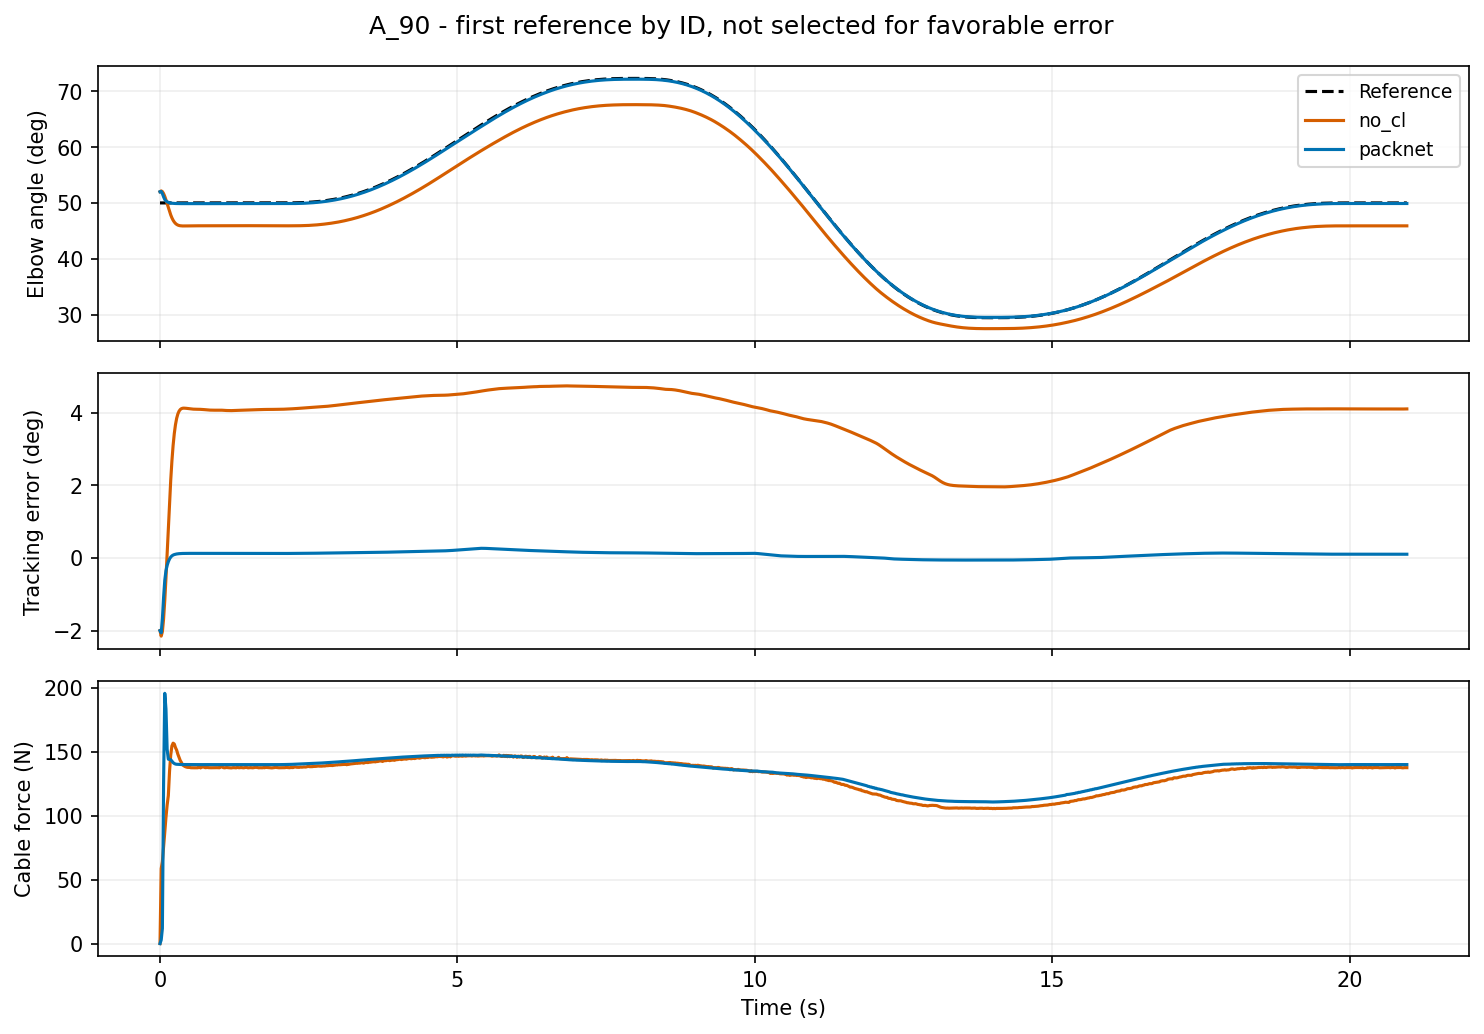 A_90 - first reference by ID, not selected for favorable error
Elbow angle (deg)
70
60
50
40
30
Reference
no_cl
packnet
Tracking error (deg)
4
2
0
−2
Cable force (N)
200
150
100
50
0
0
5
10
15
20
Time (s)